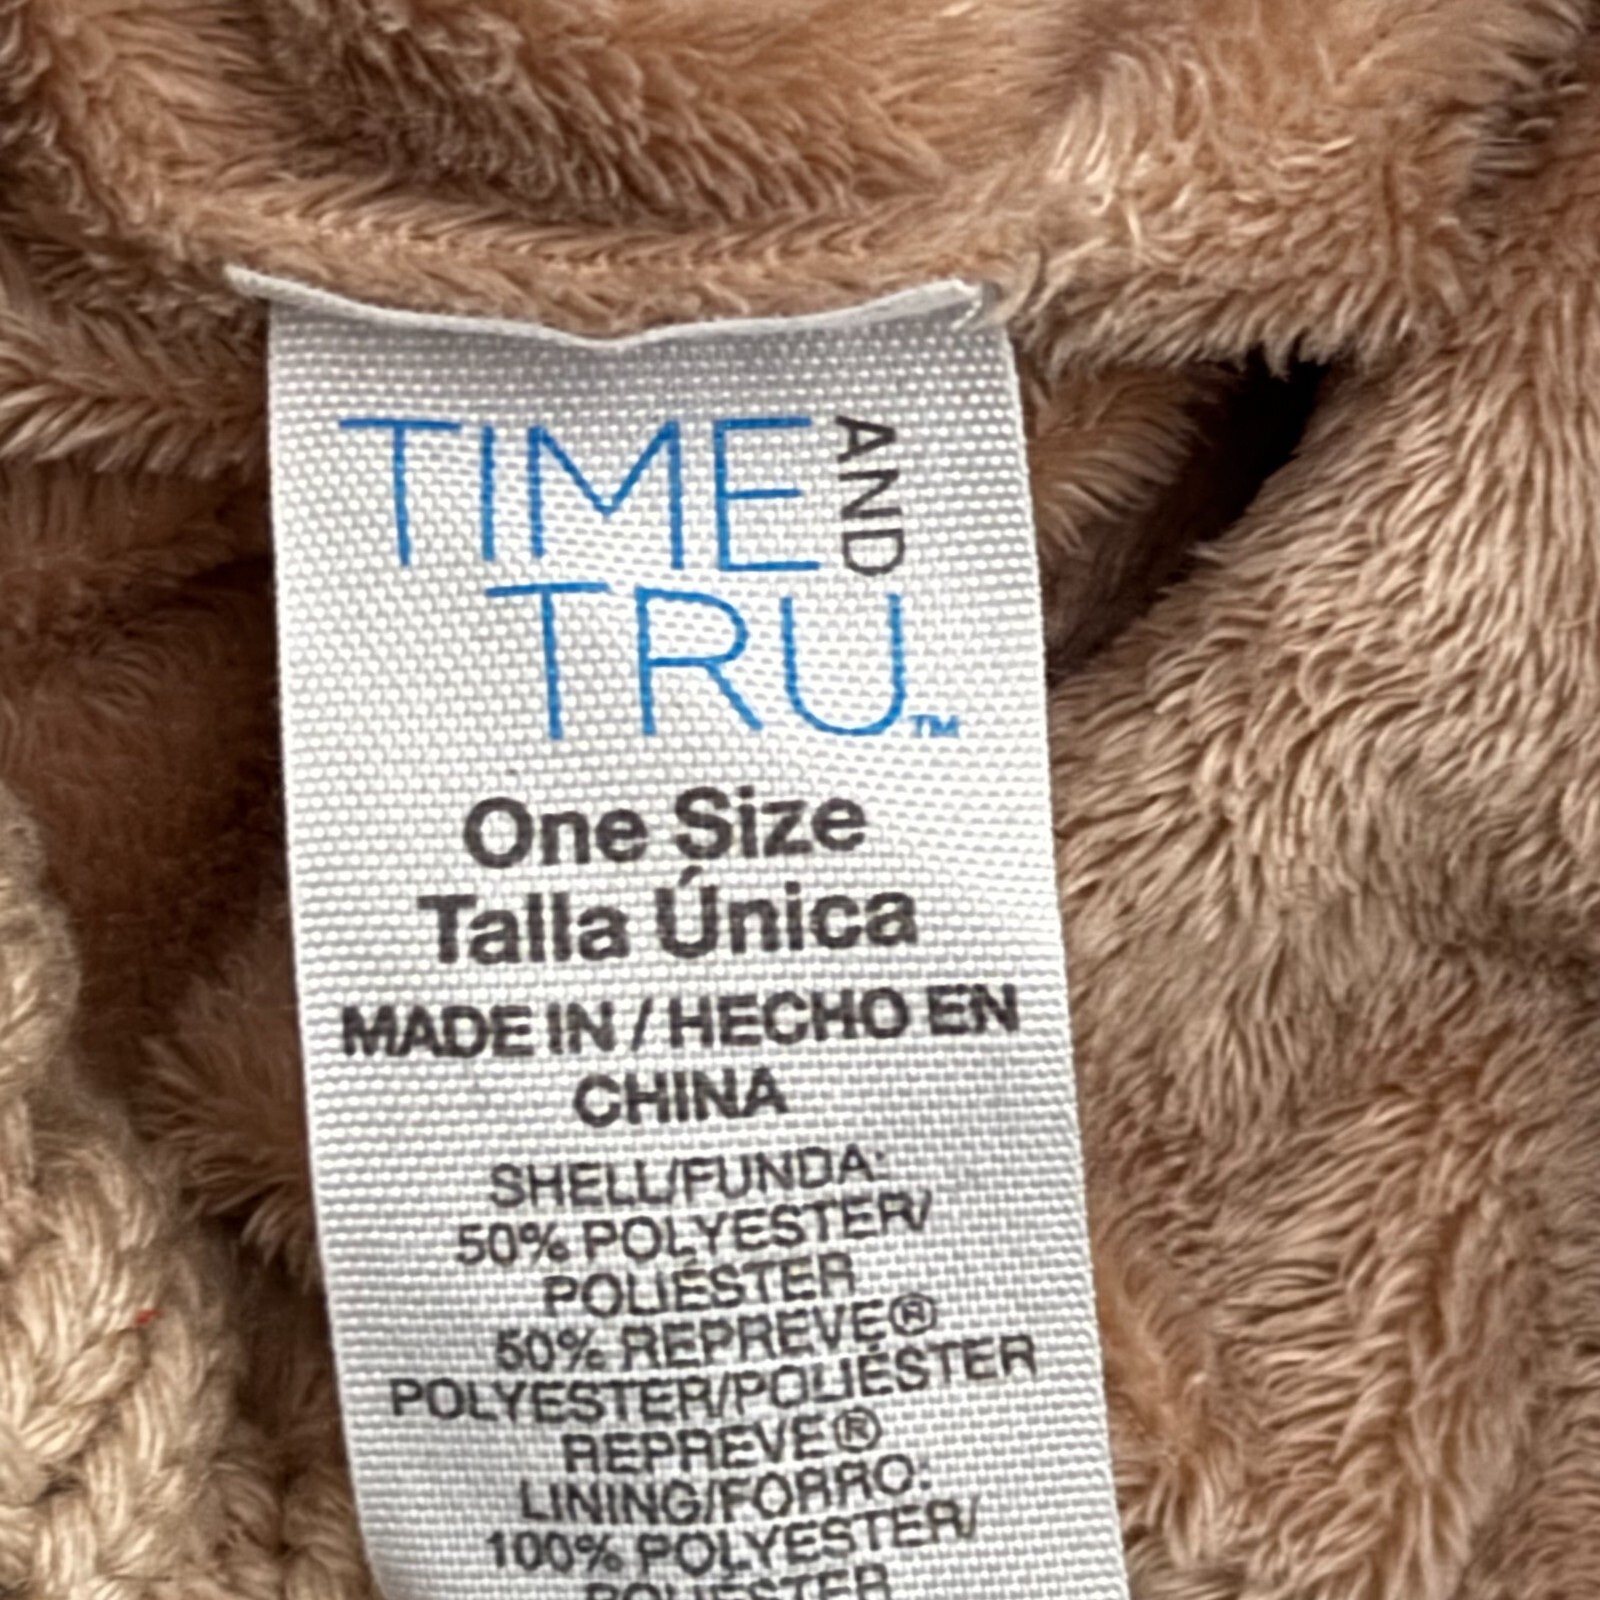 TIME AND
TRU™
One Size
Talla Única
MADE IN / HECHO EN
CHINA
SHELL/FUNDA:
50% POLYESTER/
POLIÉSTER
50% REPREVE®
POLYESTER/POLIÉSTER
REPREVE®
LINING/FORRO:
100% POLYESTER/
POLIÉSTER